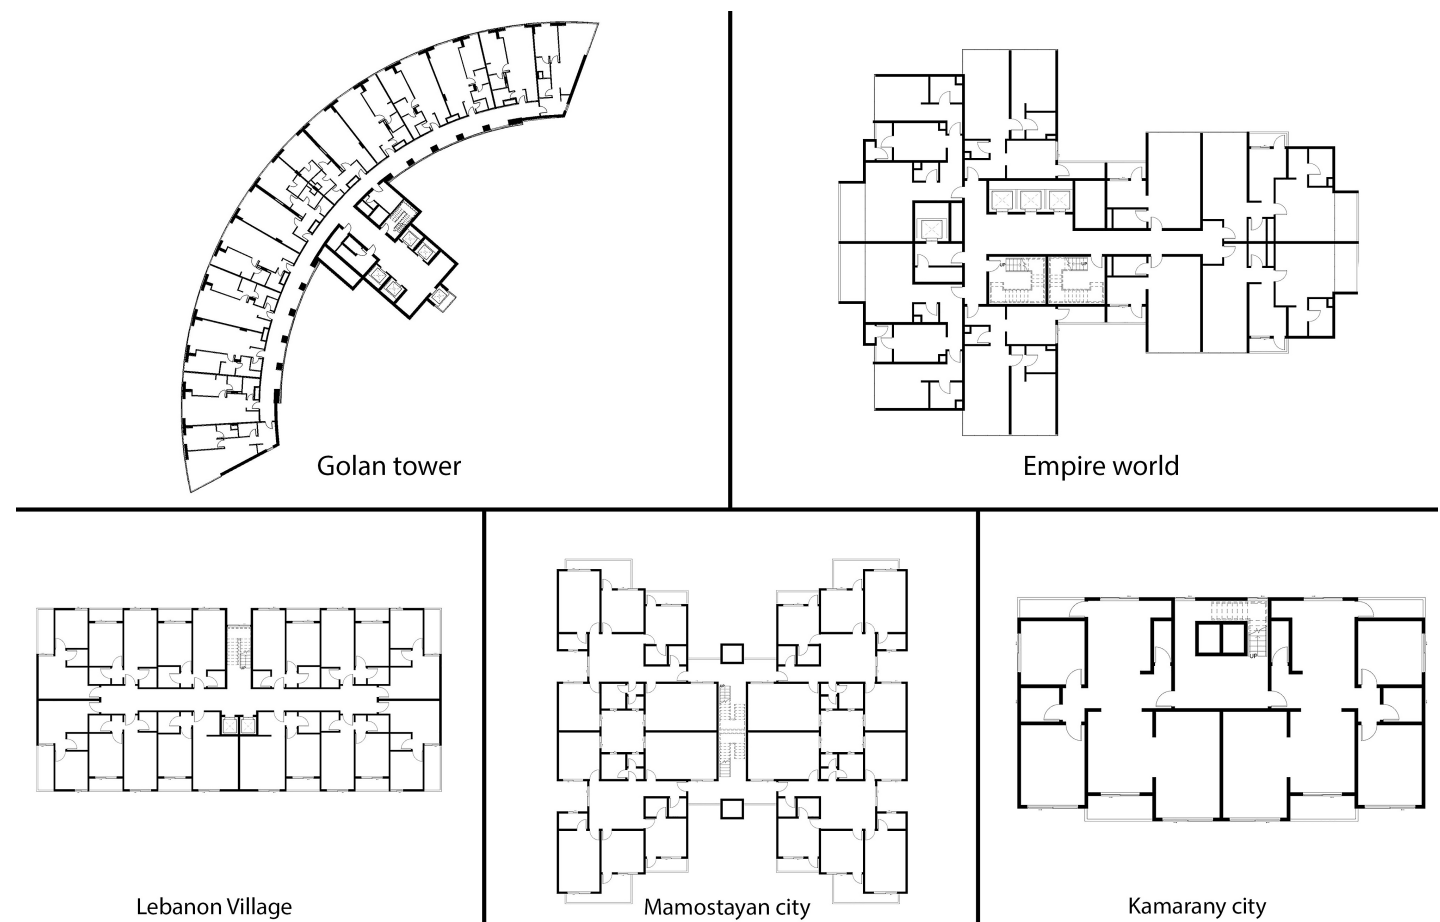 Golan tower
Empire world
Lebanon Village
Mamostayan city
Kamarany city